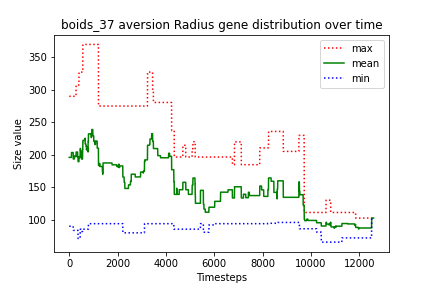 boids_37 aversion Radius gene distribution over time
max
mean
min
Size value
350
300
250
200
150
100
0
2000
4000
6000
8000
10000
12000
Timesteps